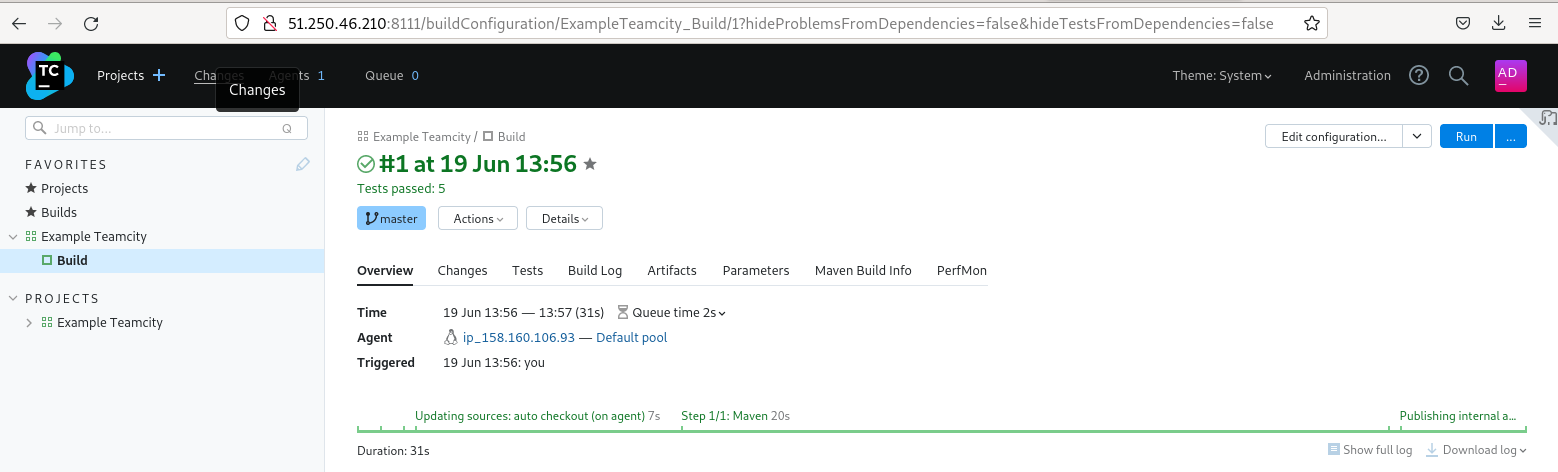 51.250.46.210:8111/buildConfiguration/ExampleTeamcity_Build/1?hideProblemsFromDependencies=false&hideTestsFromDependencies=false
TC
Projects + Changes Agents 1 Queue 0 Theme: System Administration AD
Changes
Jump to... Q
FAVORITES
Projects
Builds
Example Teamcity
Build
PROJECTS
Example Teamcity
Example Teamcity / Build
Edit configuration... Run ...
#1 at 19 Jun 13:56
Tests passed: 5
master Actions Details
Overview Changes Tests Build Log Artifacts Parameters Maven Build Info PerfMon
Time 19 Jun 13:56 — 13:57 (31s) Queue time 2s
Agent ip_158.160.106.93 — Default pool
Triggered 19 Jun 13:56: you
Updating sources: auto checkout (on agent) 7s Step 1/1: Maven 20s Publishing internal a...
Duration: 31s Show full log Download log